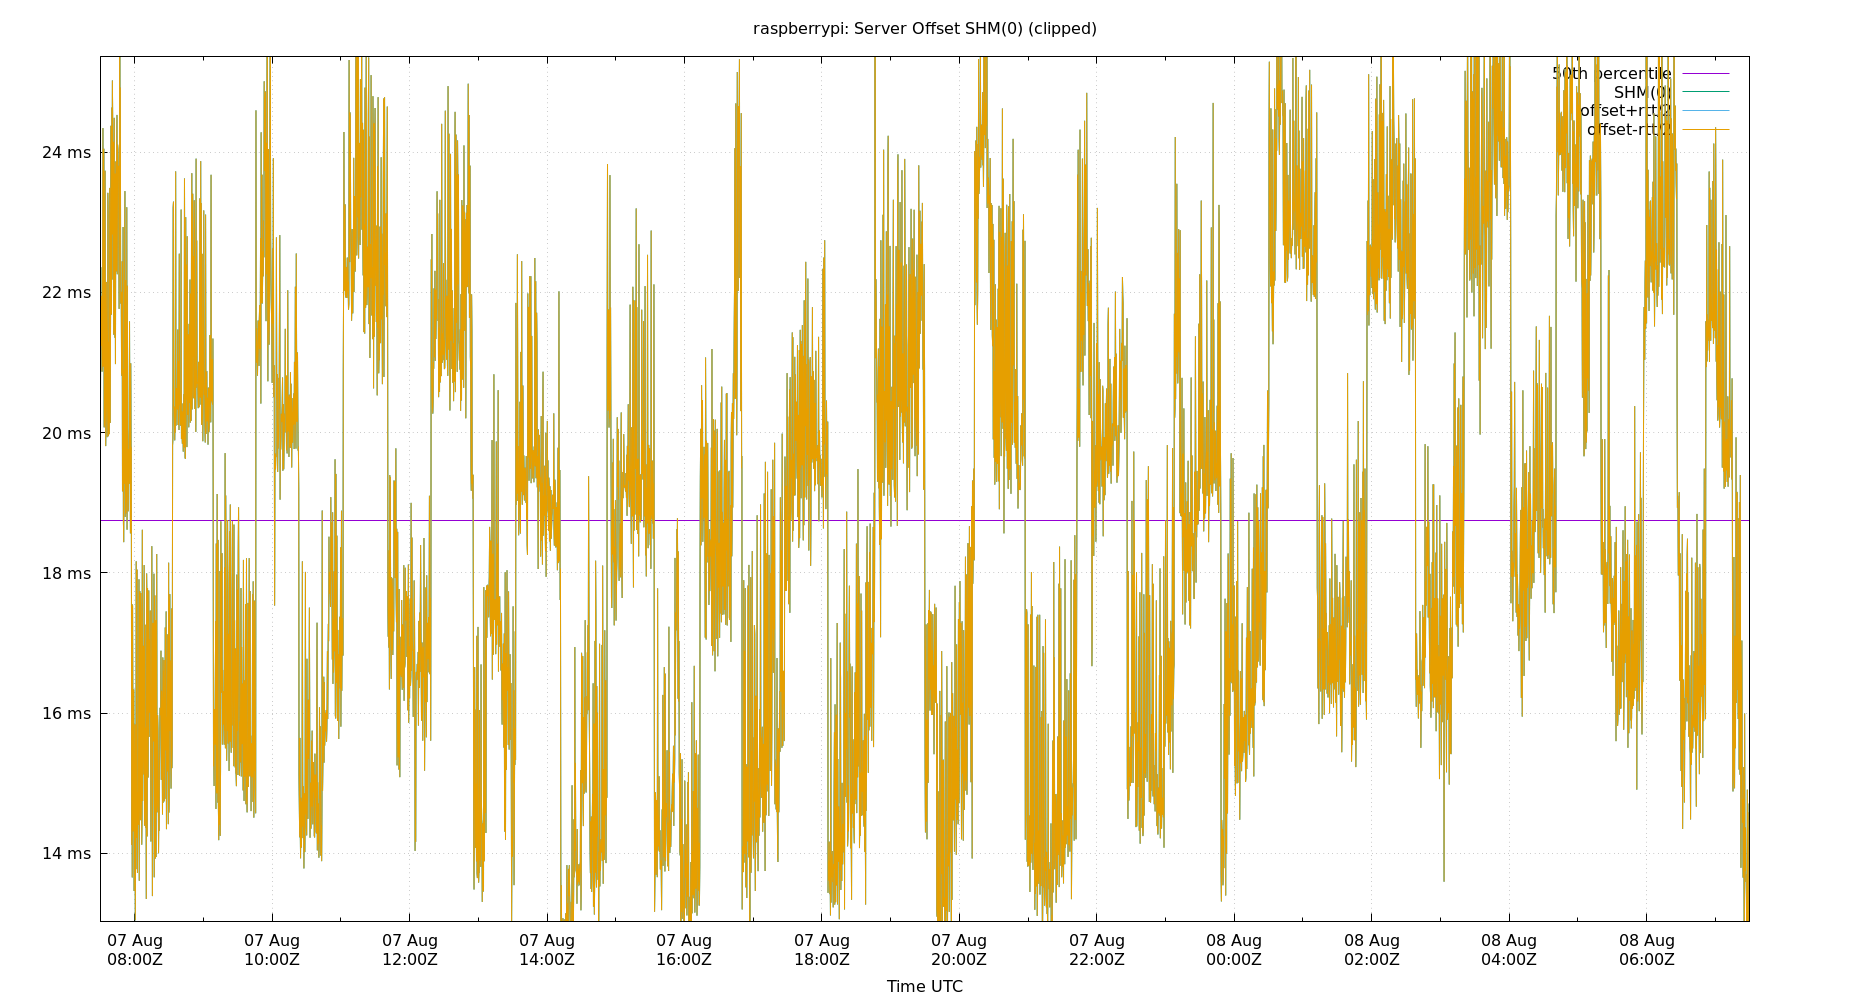 raspberrypi: Server Offset SHM(0) (clipped)
50th percentile
SHM(0)
offset+rtt/2
offset-rtt/2
24 ms
22 ms
20 ms
18 ms
16 ms
14 ms
07 Aug 07 Aug 07 Aug 07 Aug 07 Aug 07 Aug 07 Aug 07 Aug 08 Aug 08 Aug 08 Aug 08 Aug
08:00Z 10:00Z 12:00Z 14:00Z 16:00Z 18:00Z 20:00Z 22:00Z 00:00Z 02:00Z 04:00Z 06:00Z
Time UTC